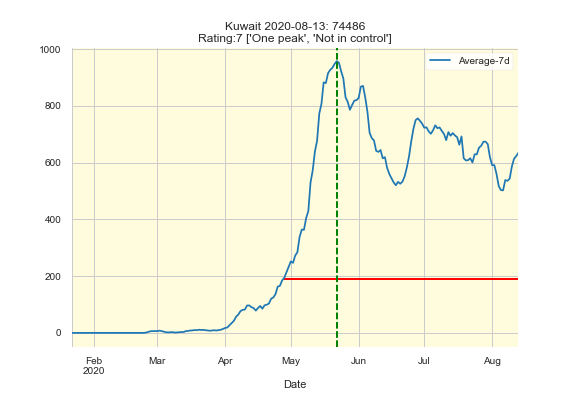 Kuwait 2020-08-13: 74486
Rating:7 ['One peak', 'Not in control']
Average-7d
1000
800
600
400
200
0
Feb Mar Apr May Jun Jul Aug
2020
Date